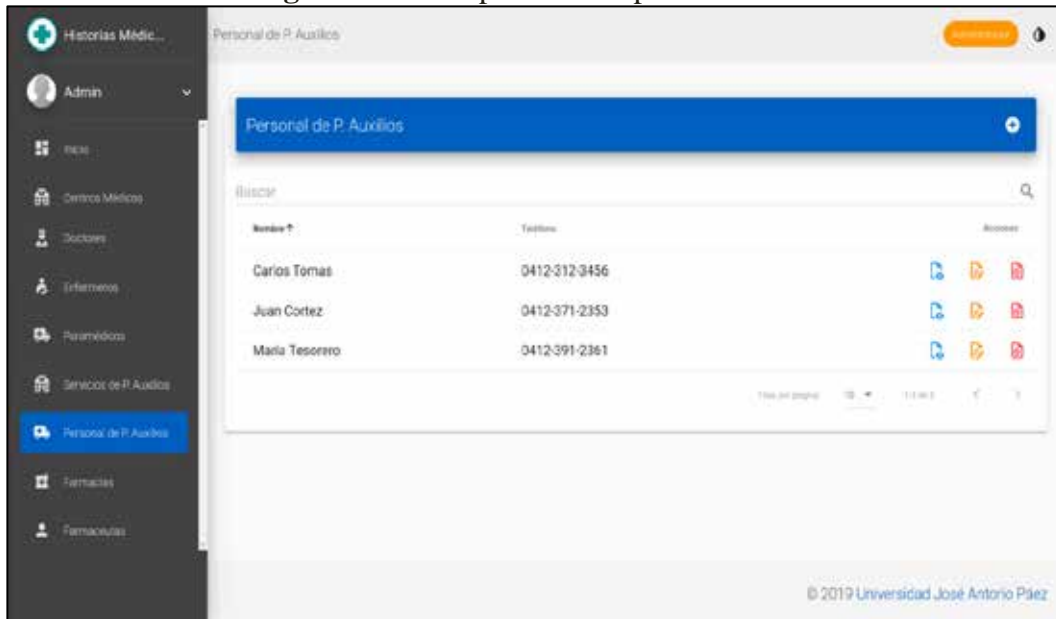 Historias Médic...
Personal de P. Auxilios
Admin
Personal de P. Auxilios
Inicio
Buscar
Centros Médicos
Nombre
Teléfono
Acciones
Doctores
Carlos Tomas
0412-312-3456
Enfermeros
Juan Cortez
0412-371-2353
Paramédicos
Maria Tesorero
0412-391-2361
Servicios de P. Auxilios
10
Personal de P. Auxilios
Farmacias
Farmaceutas
© 2019 Universidad José Antonio Páez